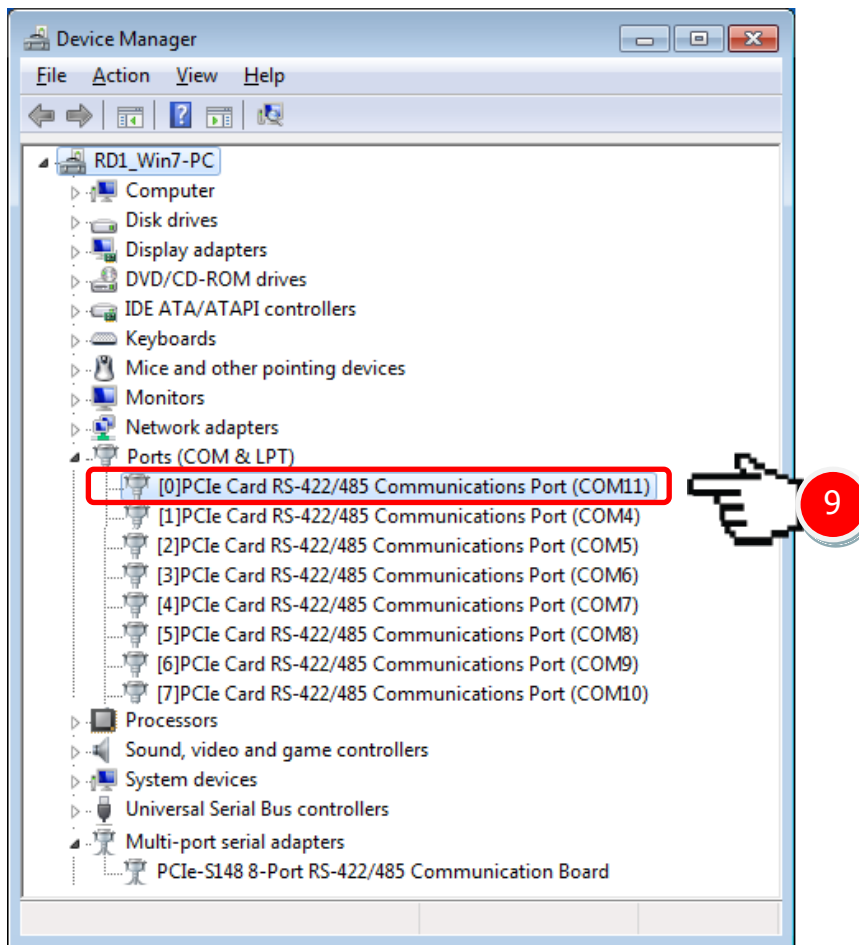 Device Manager
File Action View Help
RD1_Win7-PC
Computer
Disk drives
Display adapters
DVD/CD-ROM drives
IDE ATA/ATAPI controllers
Keyboards
Mice and other pointing devices
Monitors
Network adapters
Ports (COM & LPT)
[0]PCIe Card RS-422/485 Communications Port (COM11)
9
[1]PCIe Card RS-422/485 Communications Port (COM4)
[2]PCIe Card RS-422/485 Communications Port (COM5)
[3]PCIe Card RS-422/485 Communications Port (COM6)
[4]PCIe Card RS-422/485 Communications Port (COM7)
[5]PCIe Card RS-422/485 Communications Port (COM8)
[6]PCIe Card RS-422/485 Communications Port (COM9)
[7]PCIe Card RS-422/485 Communications Port (COM10)
Processors
Sound, video and game controllers
System devices
Universal Serial Bus controllers
Multi-port serial adapters
PCIe-S148 8-Port RS-422/485 Communication Board